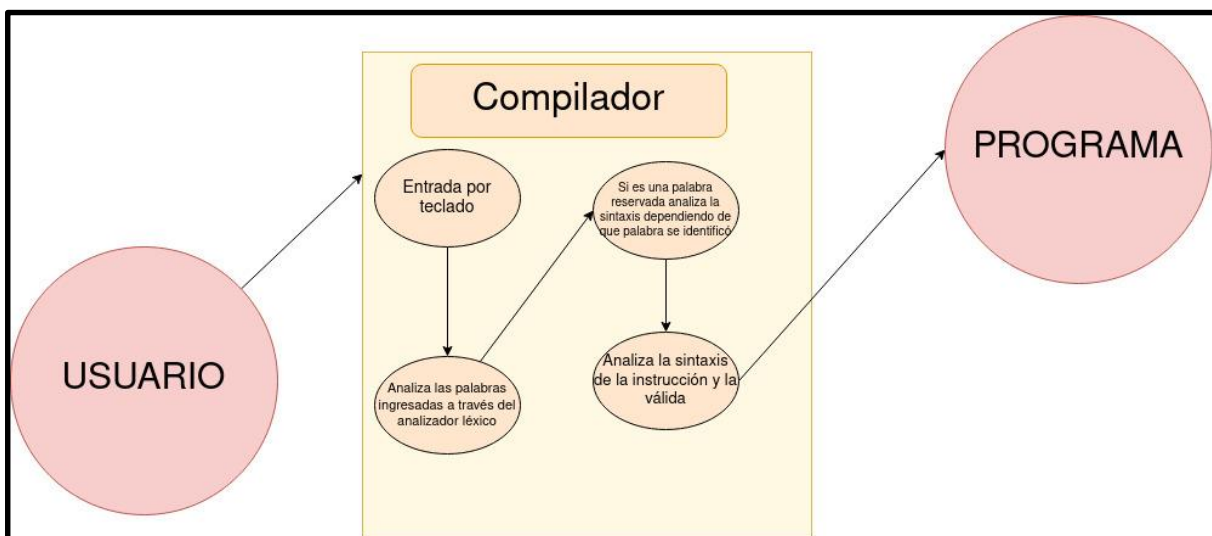 Compilador
PROGRAMA
Entrada por
teclado
Si es una palabra
reservada analiza la
sintaxis dependiendo de
que palabra se identificó
USUARIO
Analiza las palabras
ingresadas a través del
analizador léxico
Analiza la sintaxis
de la instrucción y la
válida